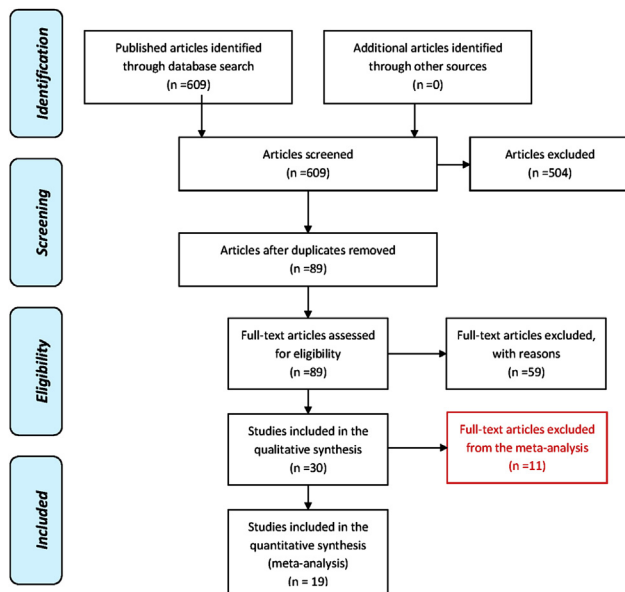 Identification
Published articles identified
through database search
(n =609)
Additional articles identified
through other sources
(n =0)
Articles screened
(n =609)
Articles excluded
(n =504)
Screening
Articles after duplicates removed
(n =89)
Eligibility
Full-text articles assessed
for eligibility
(n =89)
Full-text articles excluded,
with reasons
(n =59)
Studies included in the
qualitative synthesis
(n =30)
Full-text articles excluded
from the meta-analysis
(n =11)
Included
Studies included in the
quantitative synthesis
(meta-analysis)
(n = 19)